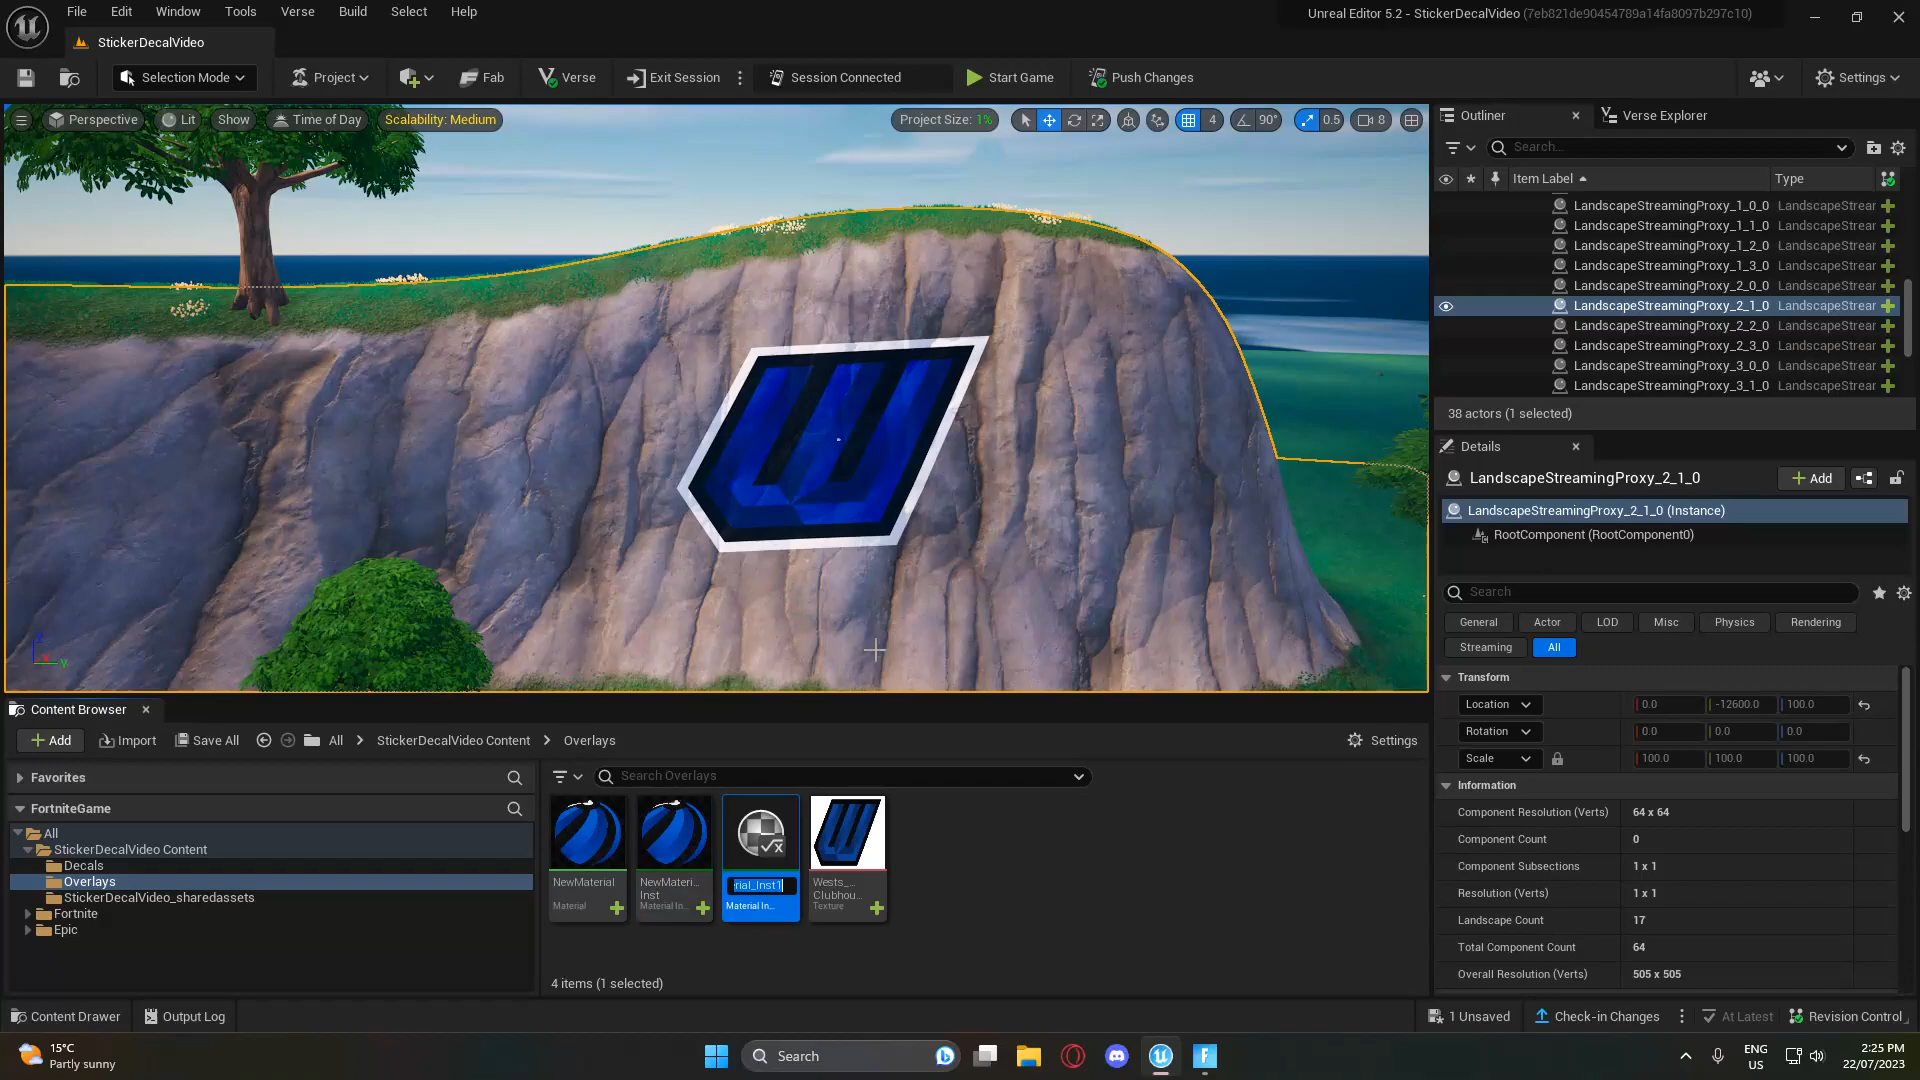 File Edit Window Tools Verse Build Select Help
Unreal Editor 5.2 - StickerDecalVideo (7eb821de90454789a14fa8097b297c10)
StickerDecalVideo
Selection Mode Project Fab Verse Exit Session Session Connected Start Game Push Changes Settings
Perspective Lit Show Time of Day Scalability: Medium Project Size: 1% 4 90° 0.5 8
Outliner Verse Explorer
Search...
Item Label Type
LandscapeStreamingProxy_1_0_0 LandscapeStrear
LandscapeStreamingProxy_1_1_0 LandscapeStrear
LandscapeStreamingProxy_1_2_0 LandscapeStrear
LandscapeStreamingProxy_1_3_0 LandscapeStrear
LandscapeStreamingProxy_2_0_0 LandscapeStrear
LandscapeStreamingProxy_2_1_0 LandscapeStrear
LandscapeStreamingProxy_2_2_0 LandscapeStrear
LandscapeStreamingProxy_2_3_0 LandscapeStrear
LandscapeStreamingProxy_3_0_0 LandscapeStrear
LandscapeStreamingProxy_3_1_0 LandscapeStrear
38 actors (1 selected)
Details
LandscapeStreamingProxy_2_1_0 Add
LandscapeStreamingProxy_2_1_0 (Instance)
RootComponent (RootComponent0)
Search
General Actor LOD Misc Physics Rendering
Streaming All
Transform
Location 0.0 -12600.0 100.0
Rotation 0.0 0.0 0.0
Scale 100.0 100.0 100.0
Information
Component Resolution (Verts) 64 x 64
Component Count 0
Component Subsections 1 x 1
Resolution (Verts) 1 x 1
Landscape Count 17
Total Component Count 64
Overall Resolution (Verts) 505 x 505
Content Browser
Add Import Save All All StickerDecalVideo Content Overlays Settings
Favorites
Search Overlays
FortniteGame
All
StickerDecalVideo Content
Decals
Overlays
StickerDecalVideo_sharedassets
Fortnite
Epic
NewMaterial
Material
NewMateri...
Inst
Material In...
rial_Inst1
Material In...
Wests_...
Clubhou...
Texture
4 items (1 selected)
Content Drawer Output Log 1 Unsaved Check-in Changes At Latest Revision Control
15°C
Partly sunny
Search
ENG
US
2:25 PM
22/07/2023